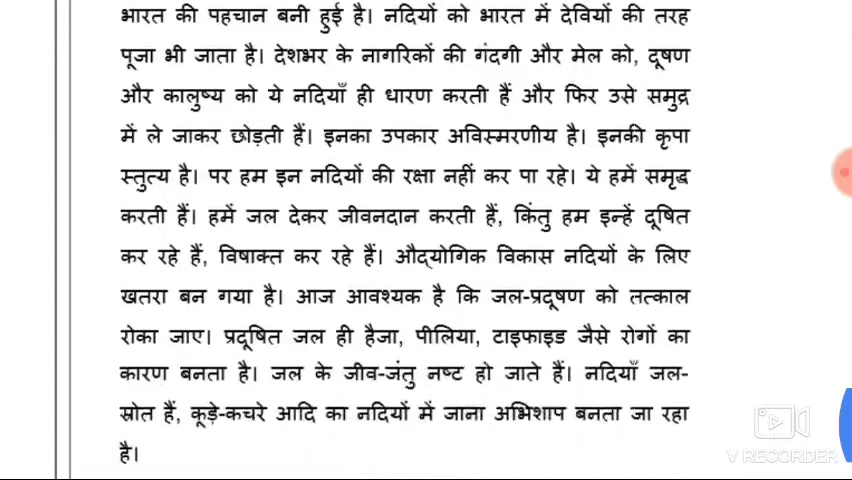 भारत की पहचान बनी हुई है। नदियों को भारत में देवियों की तरह
पूजा भी जाता है। देशभर के नागरिकों की गंदगी और मेल को, दूषण
और कालुष्य को ये नदियाँ ही धारण करती हैं और फिर उसे समुद्र
में ले जाकर छोड़ती हैं। इनका उपकार अविस्मरणीय है। इनकी कृपा
स्तुत्य है। पर हम इन नदियों की रक्षा नहीं कर पा रहे। ये हमें समृद्ध
करती हैं। हमें जल देकर जीवनदान करती हैं, किंतु हम इन्हें दूषित
कर रहे हैं, विषाक्त कर रहे हैं। औद्योगिक विकास नदियों के लिए
खतरा बन गया है। आज आवश्यक है कि जल-प्रदूषण को तत्काल
रोका जाए। प्रदूषित जल ही हैजा, पीलिया, टाइफाइड जैसे रोगों का
कारण बनता है। जल के जीव-जंतु नष्ट हो जाते हैं। नदियाँ जल-
स्रोत हैं, कूड़े-कचरे आदि का नदियों में जाना अभिशाप बनता जा रहा
है।
V RECORDER